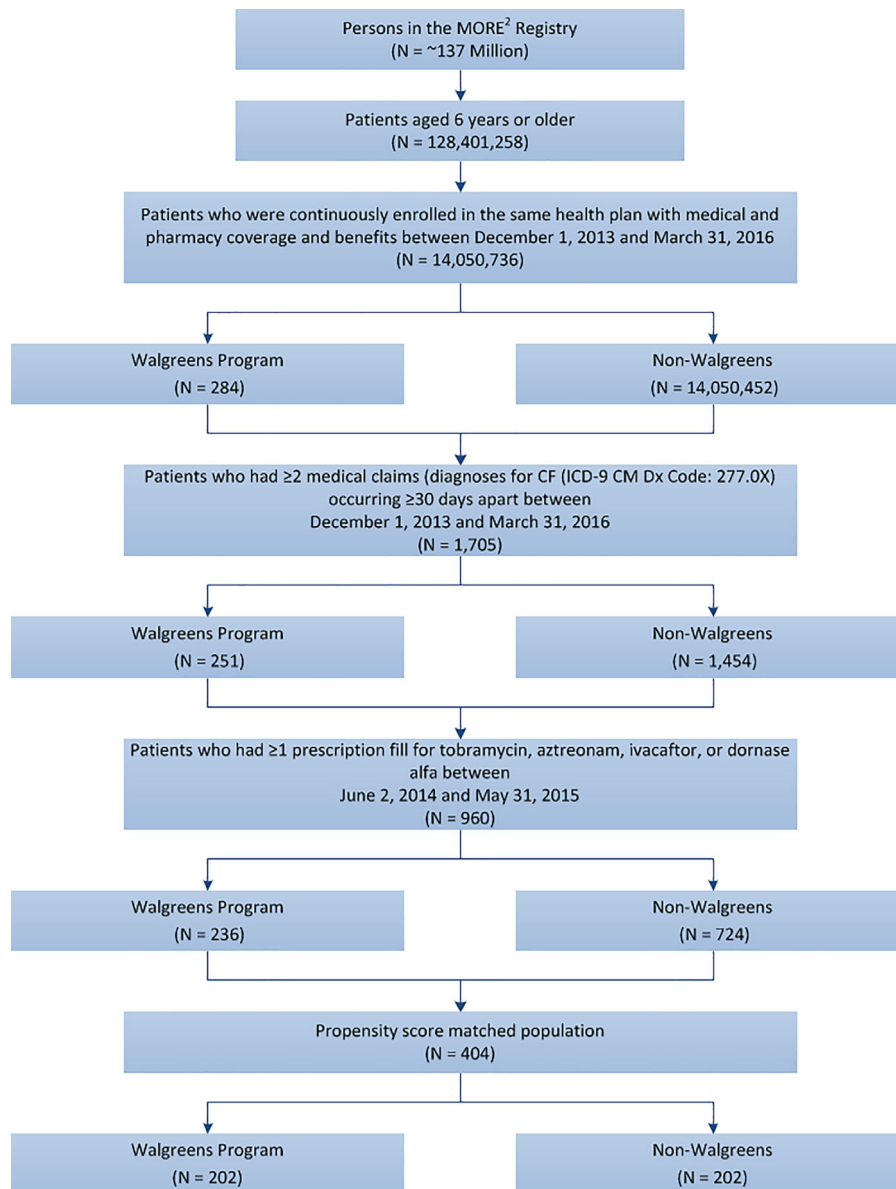 Persons in the MORE² Registry
(N = ~137 Million)
Patients aged 6 years or older
(N = 128,401,258)
Patients who were continuously enrolled in the same health plan with medical and
pharmacy coverage and benefits between December 1, 2013 and March 31, 2016
(N = 14,050,736)
Walgreens Program
(N = 284)
Non-Walgreens
(N = 14,050,452)
Patients who had ≥2 medical claims (diagnoses for CF (ICD-9 CM Dx Code: 277.0X)
occurring ≥30 days apart between
December 1, 2013 and March 31, 2016
(N = 1,705)
Walgreens Program
(N = 251)
Non-Walgreens
(N = 1,454)
Patients who had ≥1 prescription fill for tobramycin, aztreonam, ivacaftor, or dornase
alfa between
June 2, 2014 and May 31, 2015
(N = 960)
Walgreens Program
(N = 236)
Non-Walgreens
(N = 724)
Propensity score matched population
(N = 404)
Walgreens Program
(N = 202)
Non-Walgreens
(N = 202)